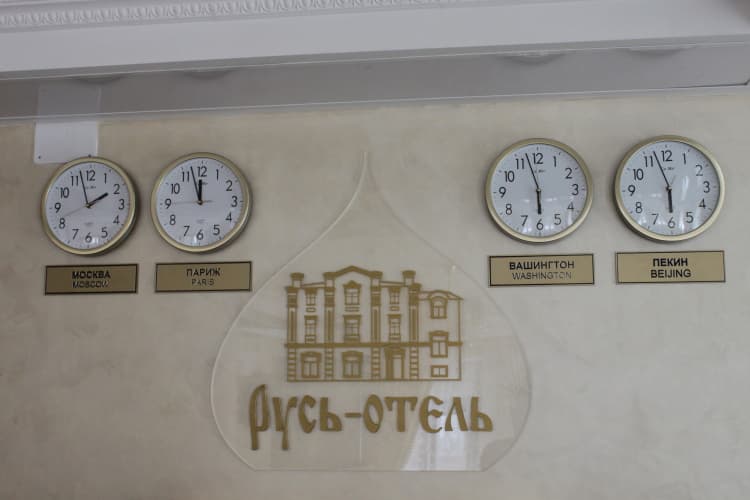 МОСКВА
MOSCOW
ПАРИЖ
PARIS
ВАШИНГТОН
WASHINGTON
ПЕКИН
BEIJING
РУСЬ-ОТЕЛЬ